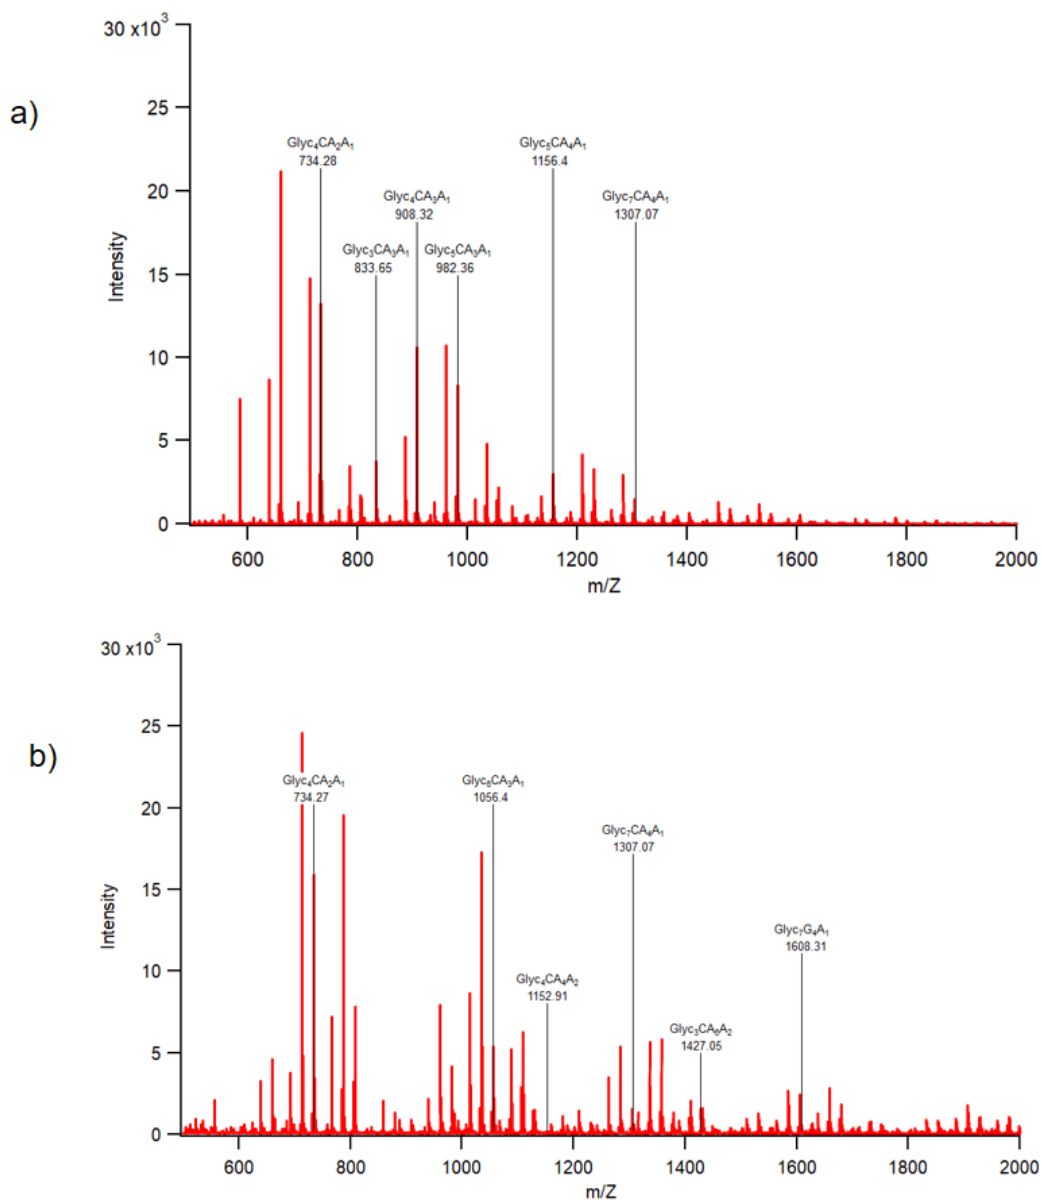 a)
30 x10³
25
20
15
10
5
0
Intensity
Glyc₄CA₂A₁
734.28
Glyc₃CA₃A₁
833.65
Glyc₄CA₃A₁
908.32
Glyc₅CA₃A₁
982.36
Glyc₅CA₄A₁
1156.4
Glyc₇CA₄A₁
1307.07
600 800 1000 1200 1400 1600 1800 2000
m/Z
b)
30 x10³
25
20
15
10
5
0
Intensity
Glyc₄CA₂A₁
734.27
Glyc₆CA₃A₁
1056.4
Glyc₄CA₄A₂
1152.91
Glyc₇CA₄A₁
1307.07
Glyc₃CA₆A₂
1427.05
Glyc₇G₄A₁
1608.31
600 800 1000 1200 1400 1600 1800 2000
m/Z